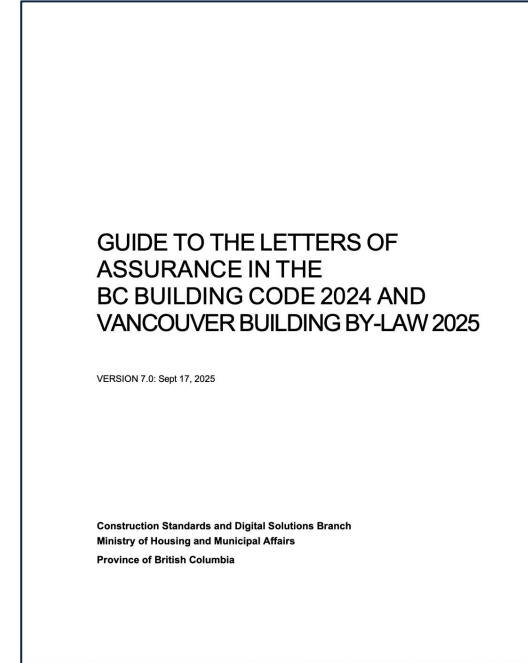 GUIDE TO THE LETTERS OF
ASSURANCE IN THE
BC BUILDING CODE 2024 AND
VANCOUVER BUILDING BY-LAW 2025
VERSION 7.0: Sept 17, 2025
Construction Standards and Digital Solutions Branch
Ministry of Housing and Municipal Affairs
Province of British Columbia